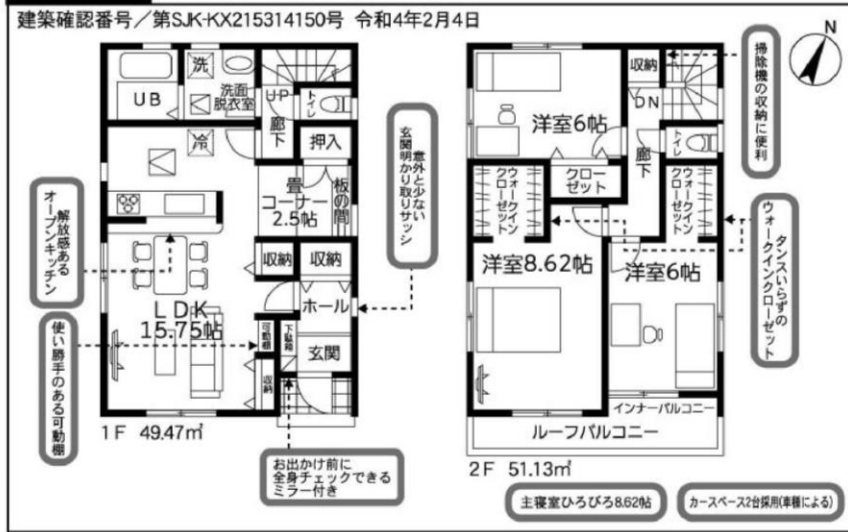 建築確認番号／第SJK-KX215314150号 令和4年2月4日
N
UB
洗
洗面
脱衣室
UP
トイレ
廊下
押入
冷
畳
コーナー
2.5帖
板の間
収納
収納
LDK
15.75帖
ホール
可動棚
下駄箱
玄関
収納
1F 49.47㎡
解放感ある
オープンキッチン
使い勝手のある可動棚
意外と少ない
玄関明かり取りサッシ
お出かけ前に
全身チェックできる
ミラー付き
洋室6帖
収納
DN
トイレ
廊下
クロー
ゼット
ウォークイン
クローゼット
ウォークイン
クローゼット
洋室8.62帖
洋室6帖
インナーバルコニー
ルーフバルコニー
2F 51.13㎡
掃除機の収納に便利
タンスいらずの
ウォークインクローゼット
主寝室ひろびろ8.62帖
カースペース2台採用(車種による)